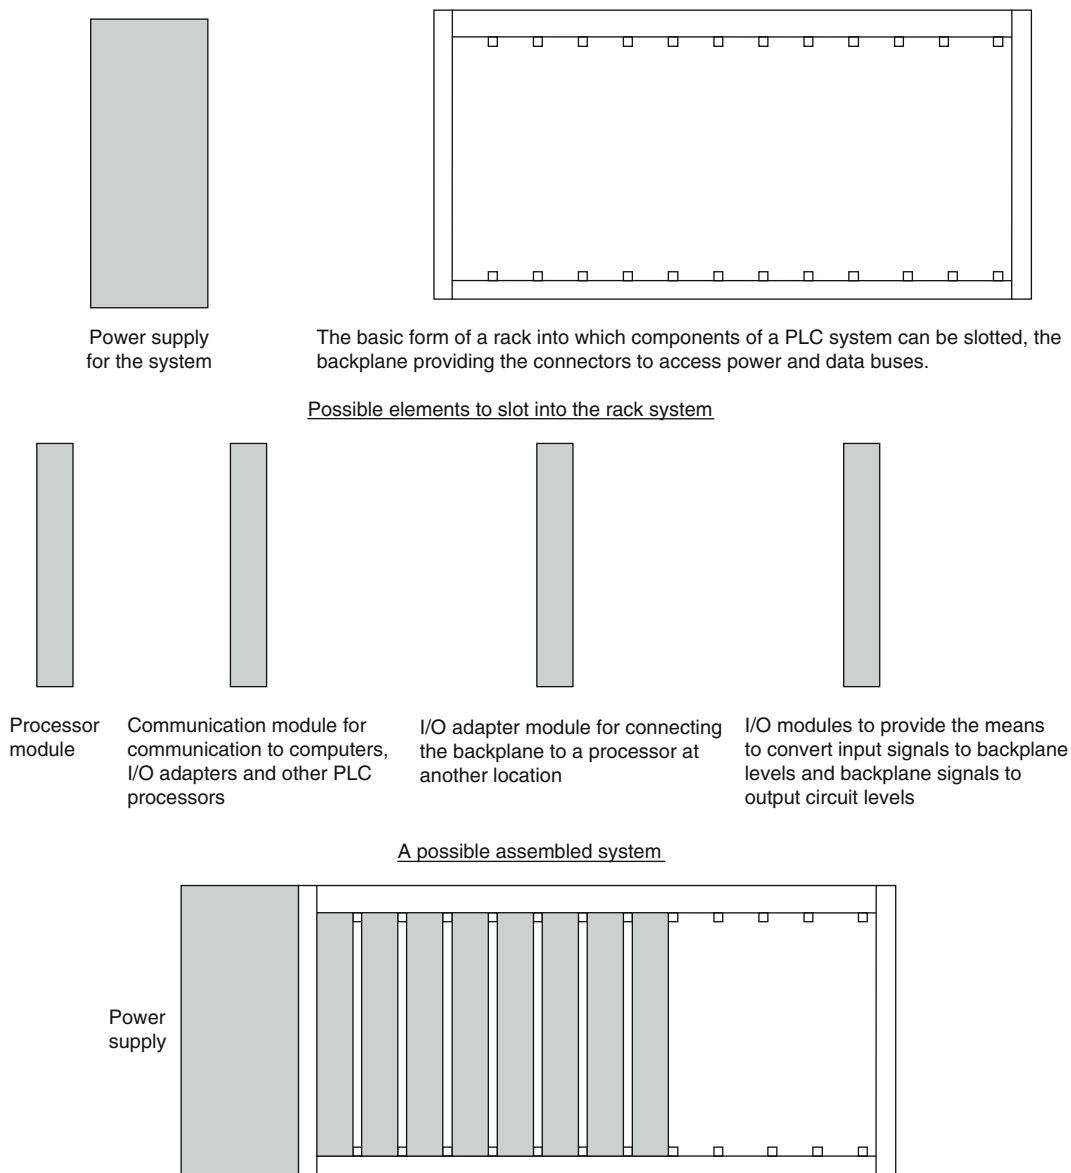 Power supply
for the system
The basic form of a rack into which components of a PLC system can be slotted, the
backplane providing the connectors to access power and data buses.
Possible elements to slot into the rack system
Processor
module
Communication module for
communication to computers,
I/O adapters and other PLC
processors
I/O adapter module for connecting
the backplane to a processor at
another location
I/O modules to provide the means
to convert input signals to backplane
levels and backplane signals to
output circuit levels
A possible assembled system
Power
supply